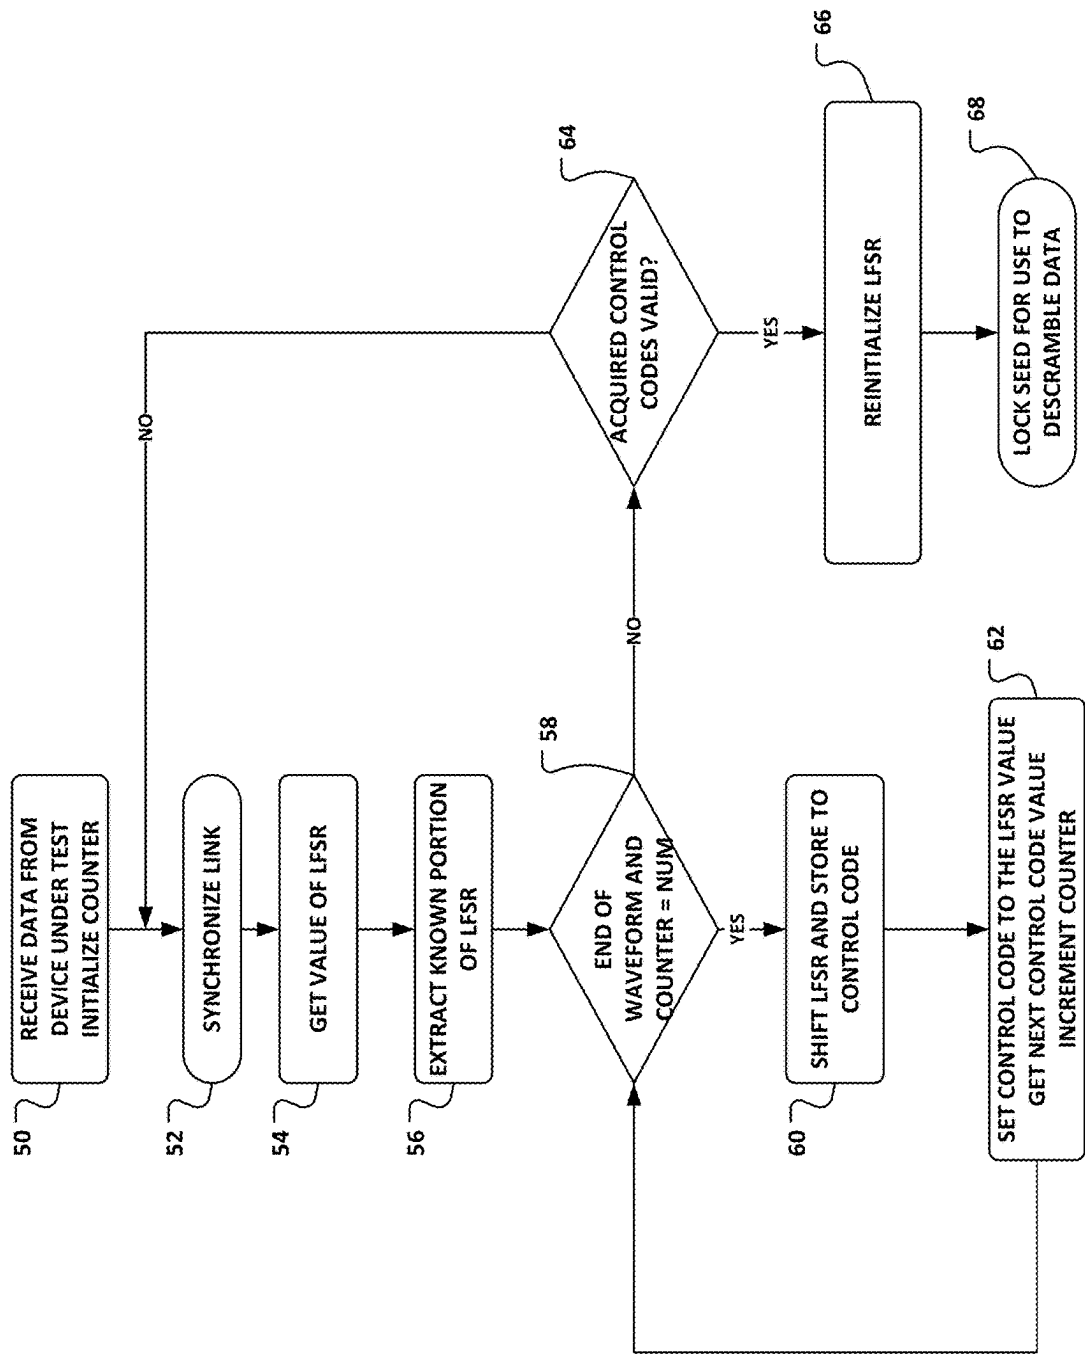 50
RECEIVE DATA FROM
DEVICE UNDER TEST
INITIALIZE COUNTER
52
SYNCHRONIZE LINK
54
GET VALUE OF LFSR
56
EXTRACT KNOWN PORTION
OF LFSR
58
END OF
WAVEFORM AND
COUNTER = NUM
YES
NO
60
SHIFT LFSR AND STORE TO
CONTROL CODE
62
SET CONTROL CODE TO THE LFSR VALUE
GET NEXT CONTROL CODE VALUE
INCREMENT COUNTER
64
ACQUIRED CONTROL
CODES VALID?
NO
YES
66
REINITIALIZE LFSR
68
LOCK SEED FOR USE TO
DESCRAMBLE DATA